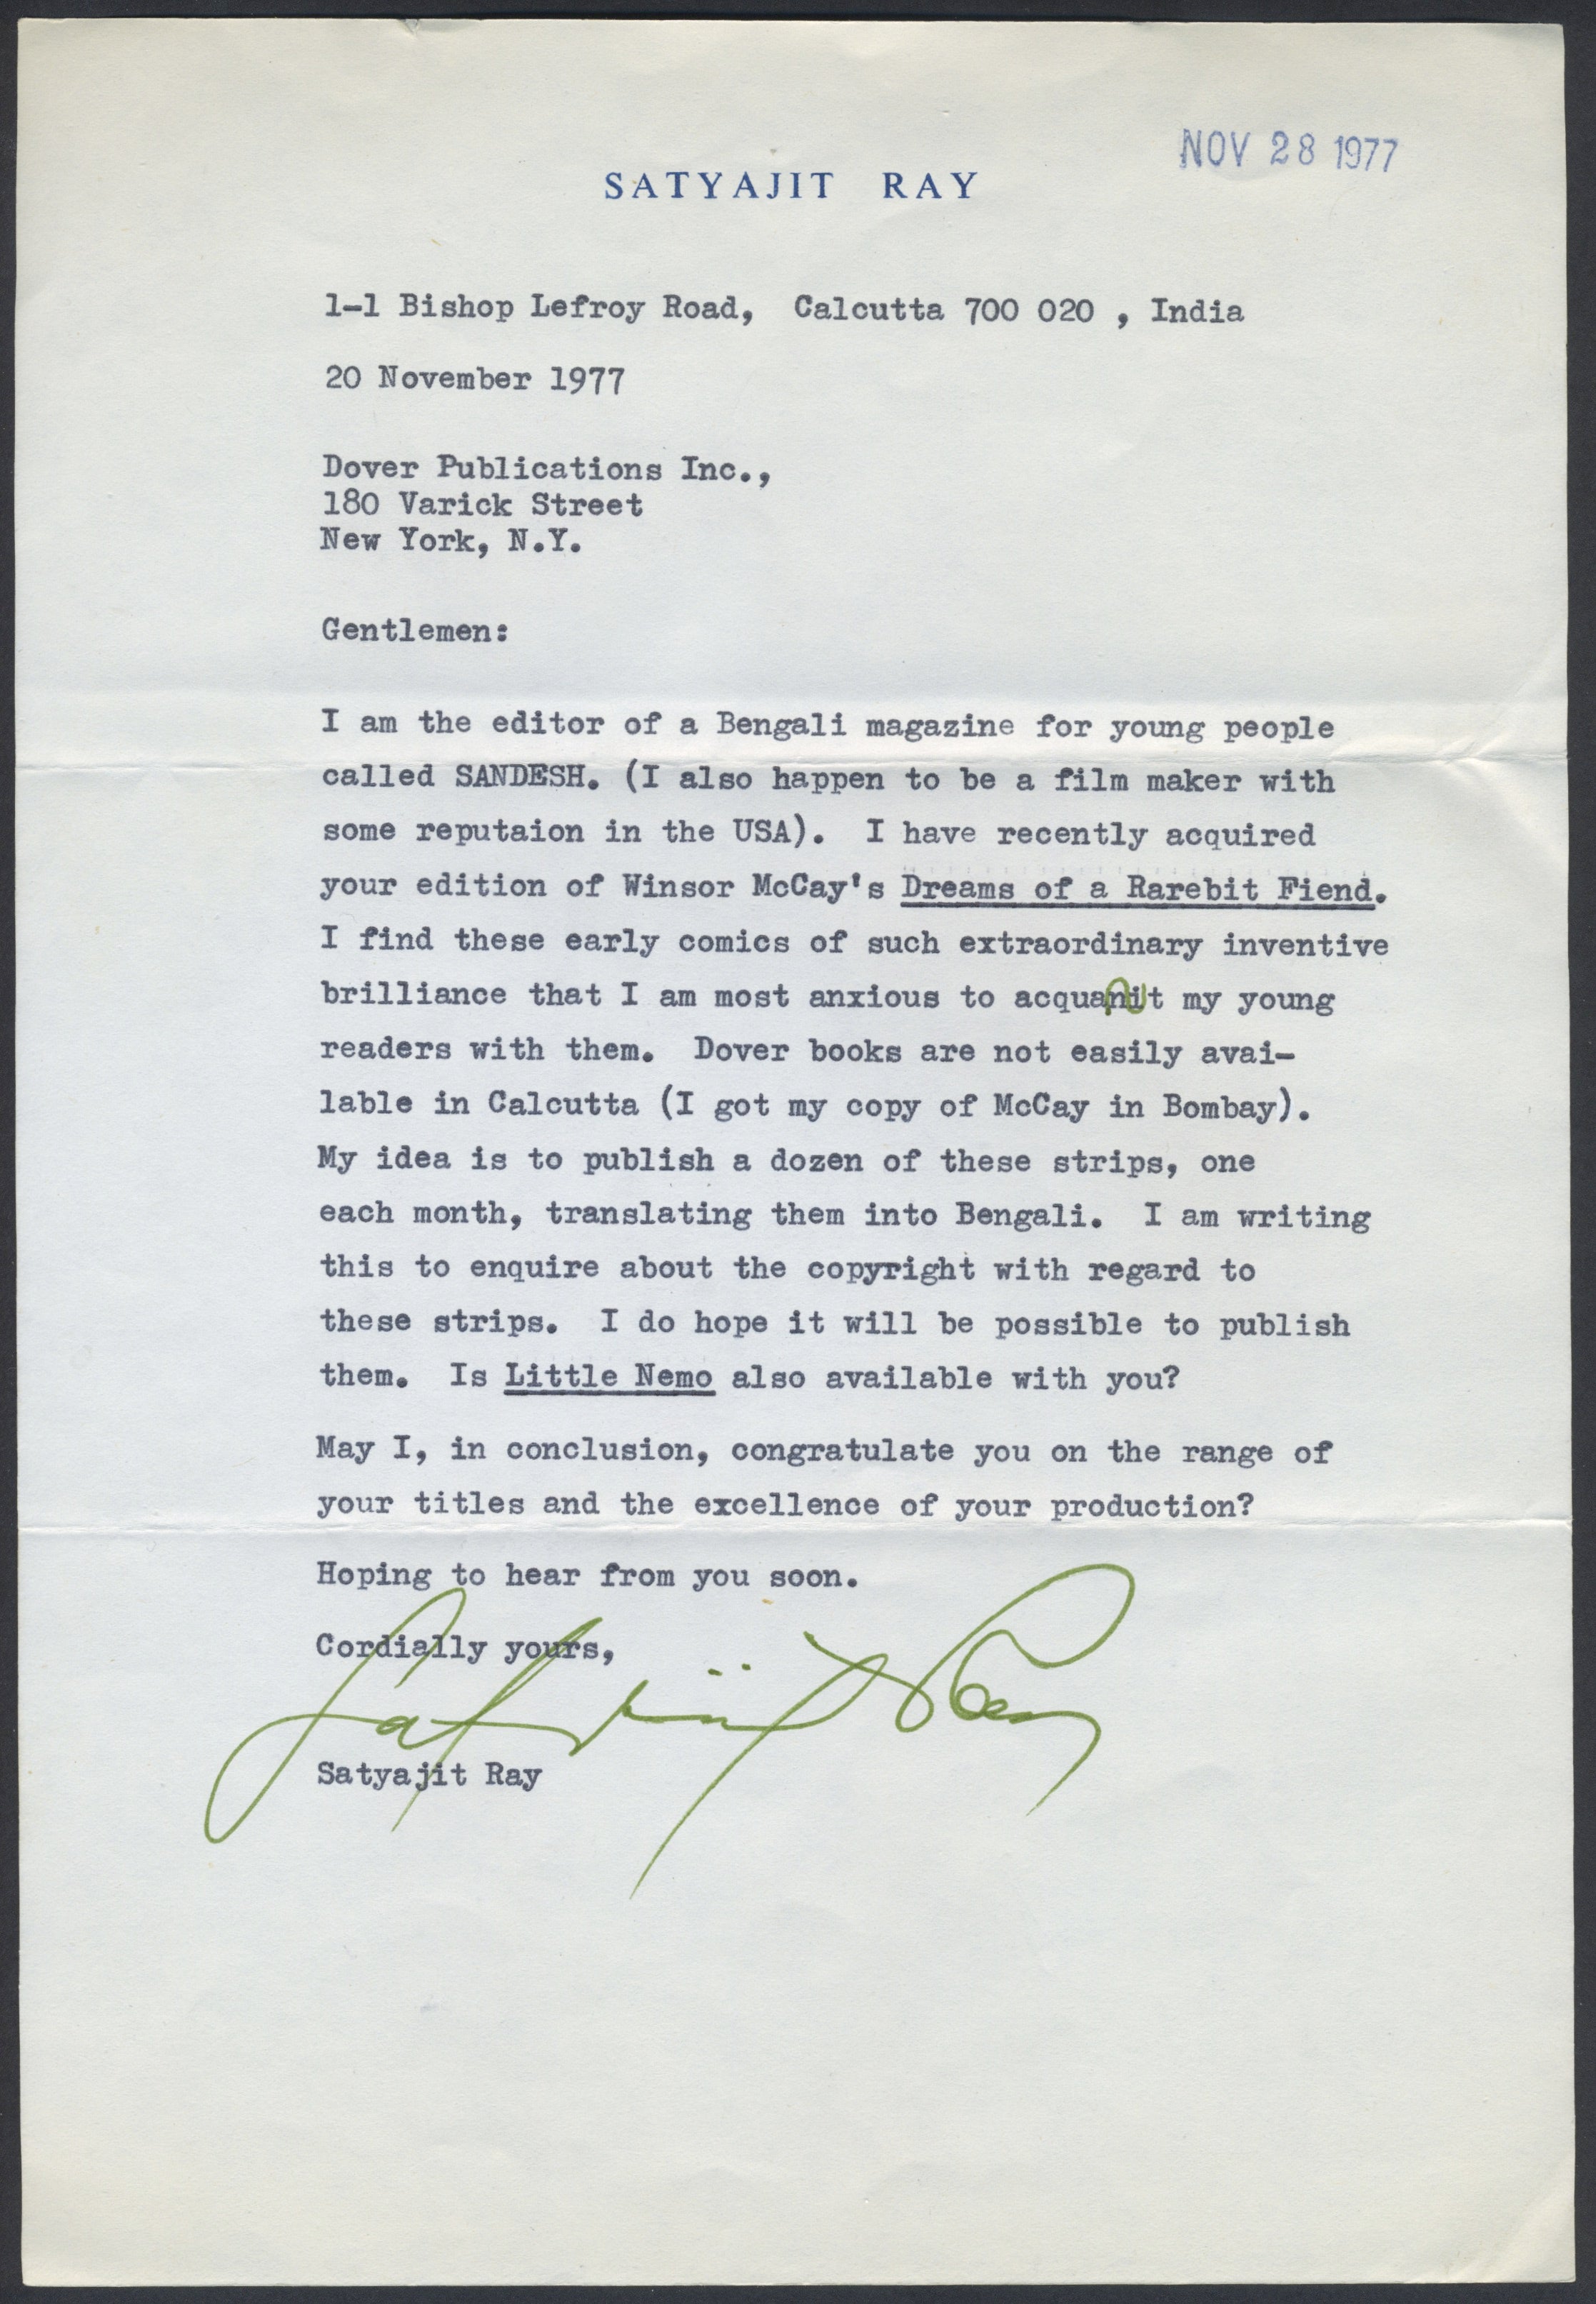 NOV 28 1977
SATYAJIT RAY
1-1 Bishop Lefroy Road, Calcutta 700 020 , India
20 November 1977
Dover Publications Inc.,
180 Varick Street
New York, N.Y.
Gentlemen:
I am the editor of a Bengali magazine for young people
called SANDESH. (I also happen to be a film maker with
some reputaion in the USA). I have recently acquired
your edition of Winsor McCay's Dreams of a Rarebit Fiend.
I find these early comics of such extraordinary inventive
brilliance that I am most anxious to acquanit my young
readers with them. Dover books are not easily avai-
lable in Calcutta (I got my copy of McCay in Bombay).
My idea is to publish a dozen of these strips, one
each month, translating them into Bengali. I am writing
this to enquire about the copyright with regard to
these strips. I do hope it will be possible to publish
them. Is Little Nemo also available with you?
May I, in conclusion, congratulate you on the range of
your titles and the excellence of your production?
Hoping to hear from you soon.
Cordially yours,
Satyajit Ray
Satyajit Ray